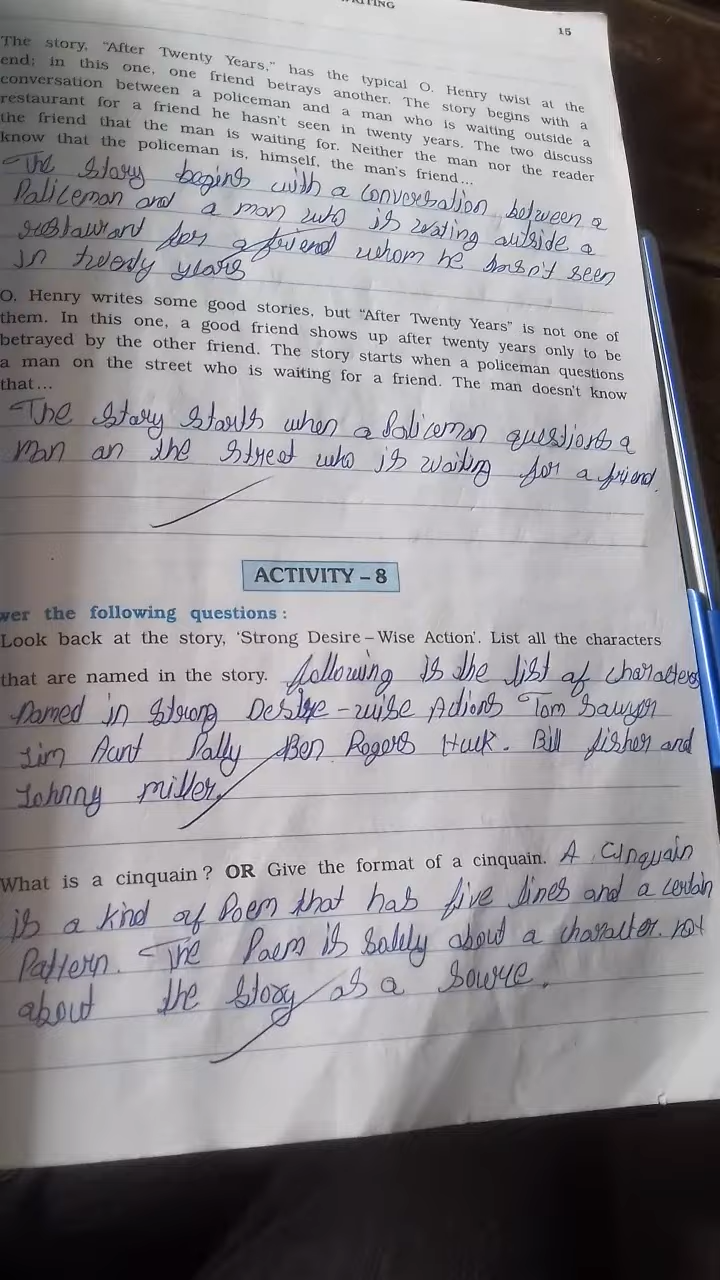 RITING
15
The story, "After Twenty Years," has the typical O. Henry twist at the
end; in this one, one friend betrays another. The story begins with a
conversation between a policeman and a man who is waiting outside a
restaurant for a friend he hasn't seen in twenty years. The two discuss
the friend that the man is waiting for. Neither the man nor the reader
know that the policeman is, himself, the man's friend...
The story begins with a conversation between a
Policeman and a man who is wating outside a
restaurant for a friend whom he hasn't seen
in twenty years
O. Henry writes some good stories, but "After Twenty Years" is not one of
them. In this one, a good friend shows up after twenty years only to be
betrayed by the other friend. The story starts when a policeman questions
a man on the street who is waiting for a friend. The man doesn't know
that...
The story starts when a Policeman questions a
man on the street who is waiting for a friend.
ACTIVITY – 8
wer the following questions :
Look back at the story, 'Strong Desire – Wise Action'. List all the characters
that are named in the story. following is the list of characters
named in strong Desire - wise Actions Tom Sawyer
Jim Aunt Polly Ben Rogers Huck. Bill fisher and
Johnny miller,
What is a cinquain ? OR Give the format of a cinquain. A Cinquain
is a kind of Poem that has five lines and a certain
Pattern. The Poem is solely about a character. not
about the story as a source.